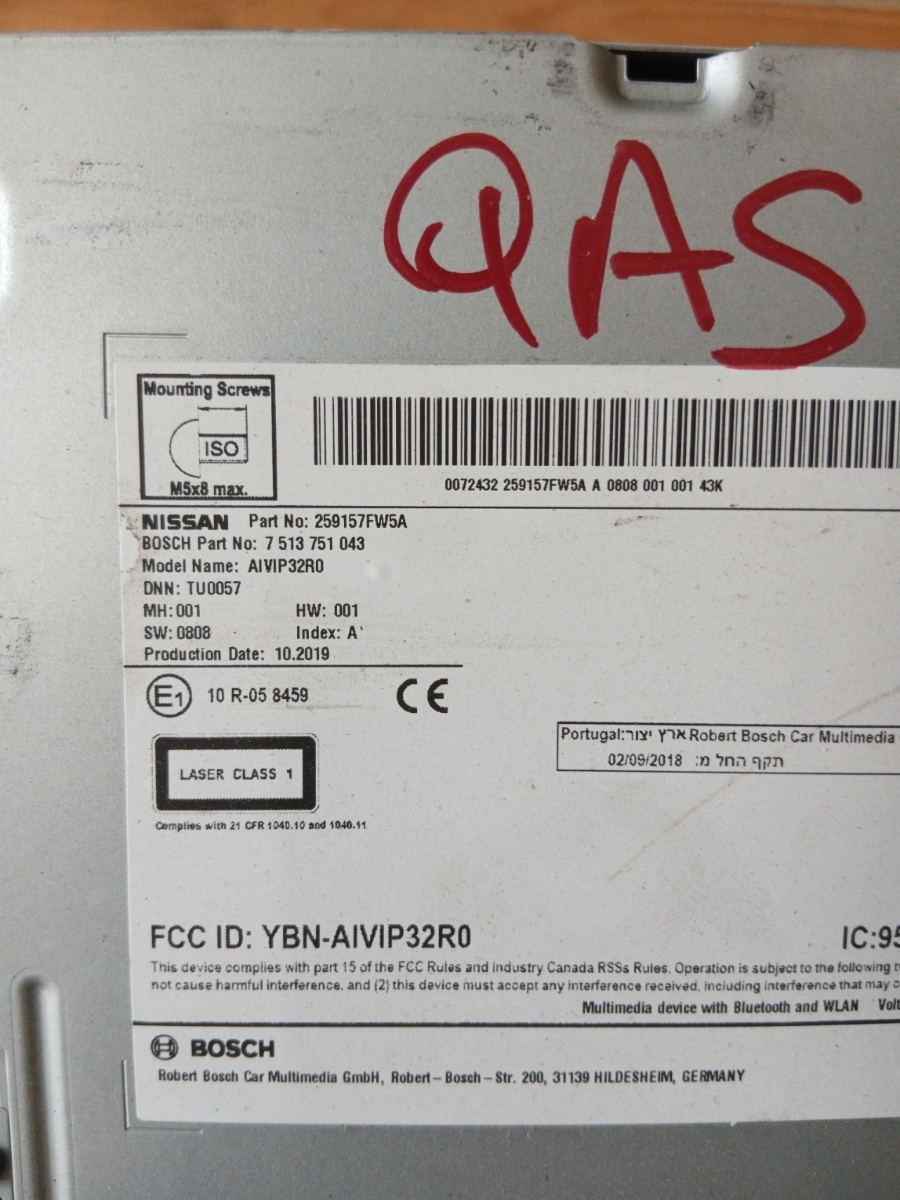 QAS
Mounting Screws
ISO
M5x8 max.
0072432 259157FW5A A 0808 001 001 43K
NISSAN Part No: 259157FW5A
BOSCH Part No: 7 513 751 043
Model Name: AIVIP32R0
DNN: TU0057
MH:001 HW: 001
SW:0808 Index: A
Production Date: 10.2019
E1 10 R-05 8459 CE
Portugal:ארץ יצור Robert Bosch Car Multimedia
תקף החל מ: 02/09/2018
LASER CLASS 1
Complies with 21 CFR 1040.10 and 1040.11
FCC ID: YBN-AIVIP32R0 IC:95
This device complies with part 15 of the FCC Rules and Industry Canada RSSs Rules. Operation is subject to the following
not cause harmful interference, and (2) this device must accept any interference received, including interference that may
Multimedia device with Bluetooth and WLAN Volt
BOSCH
Robert Bosch Car Multimedia GmbH, Robert-Bosch-Str. 200, 31139 HILDESHEIM, GERMANY